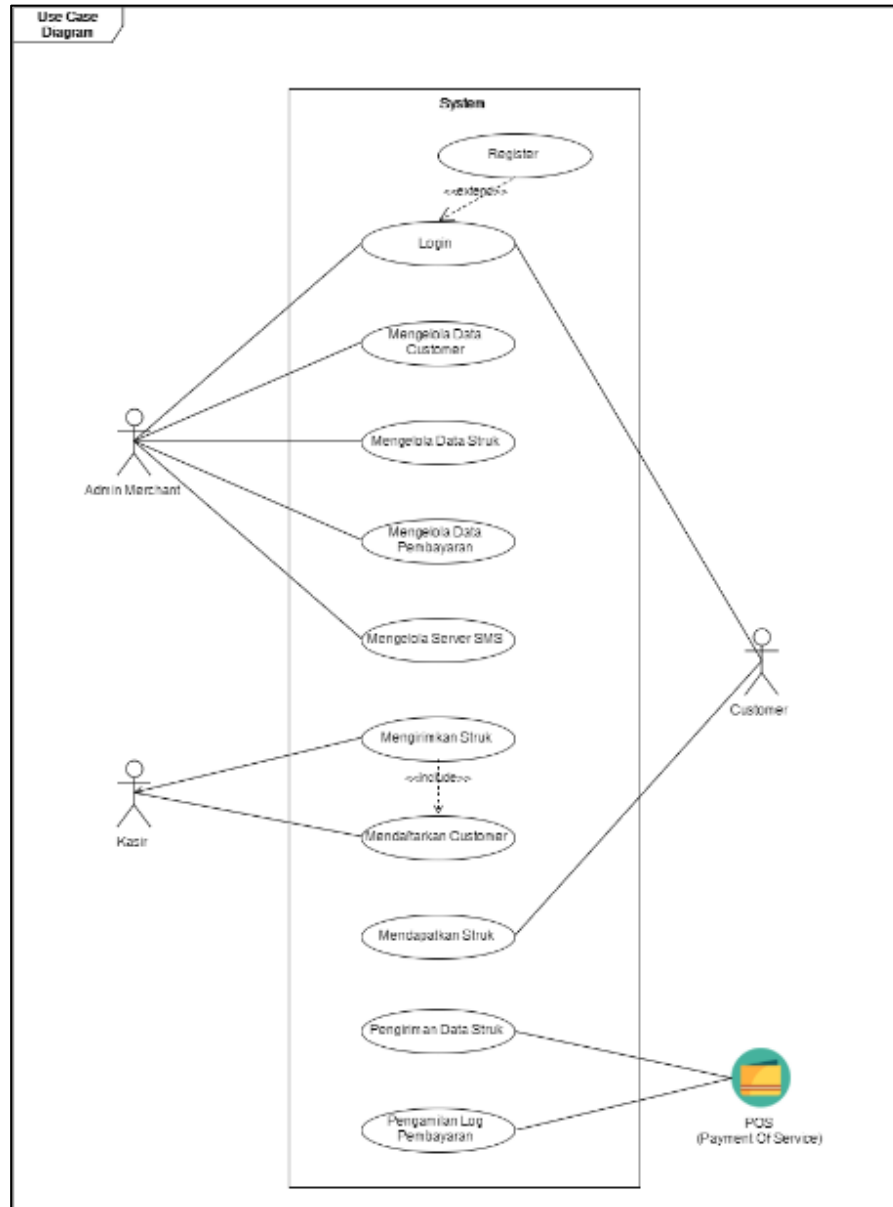 Use Case
Diagram
System
Register
<<extend>>
Login
Mengelola Data
Customer
Mengelola Data Struk
Admin Merchant
Mengelola Data
Pembayaran
Mengelola Server SMS
Customer
Mengirimkan Struk
<<include>>
Kasir
Mendaftarkan Customer
Mendapatkan Struk
Pengiriman Data Struk
Pengamilan Log
Pembayaran
POS
(Payment Of Service)